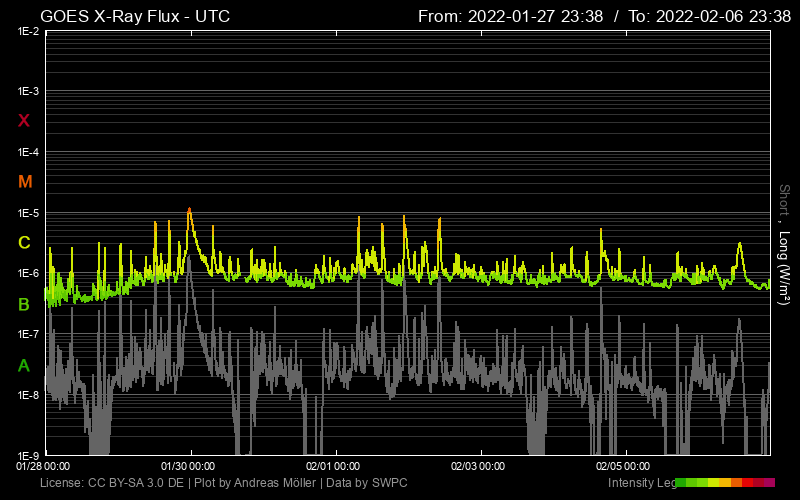 GOES X-Ray Flux - UTC From: 2022-01-27 23:38 / To: 2022-02-06 23:38
1E-2
1E-3
X
1E-4
M
1E-5
C
1E-6
B
1E-7
A
1E-8
1E-9
Short, Long (W/m²)
01/28 00:00 01/30 00:00 02/01 00:00 02/03 00:00 02/05 00:00
License: CC BY-SA 3.0 DE | Plot by Andreas Möller | Data by SWPC Intensity Leg